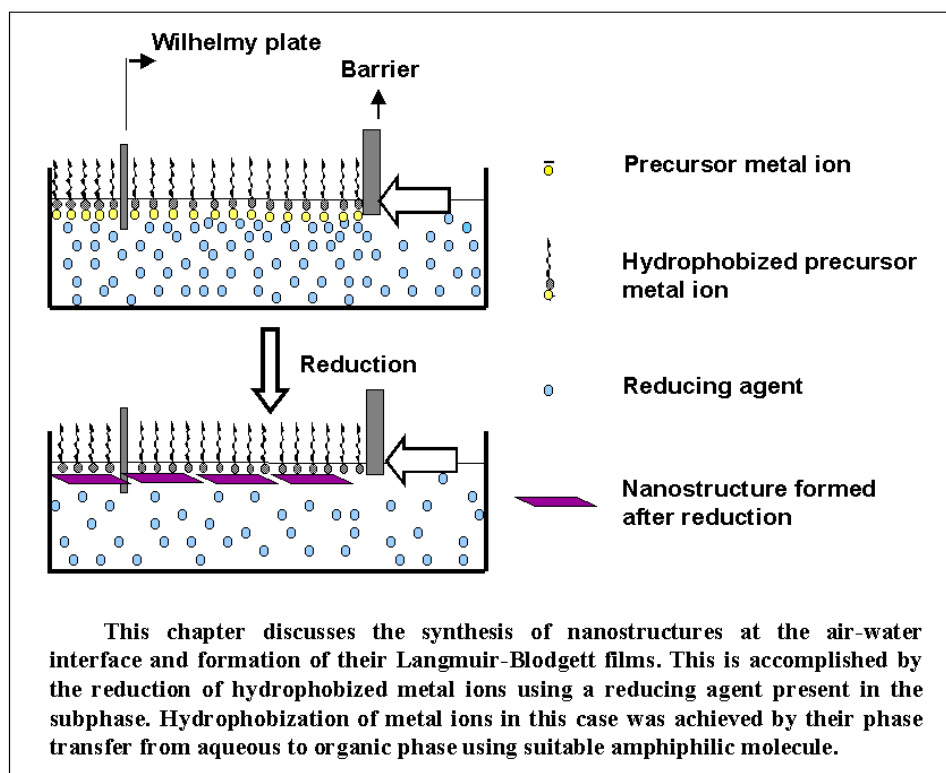 Wilhelmy plate
Barrier
Precursor metal ion
Hydrophobized precursor
metal ion
Reduction
Reducing agent
Nanostructure formed
after reduction
This chapter discusses the synthesis of nanostructures at the air-water
interface and formation of their Langmuir-Blodgett films. This is accomplished by
the reduction of hydrophobized metal ions using a reducing agent present in the
subphase. Hydrophobization of metal ions in this case was achieved by their phase
transfer from aqueous to organic phase using suitable amphiphilic molecule.